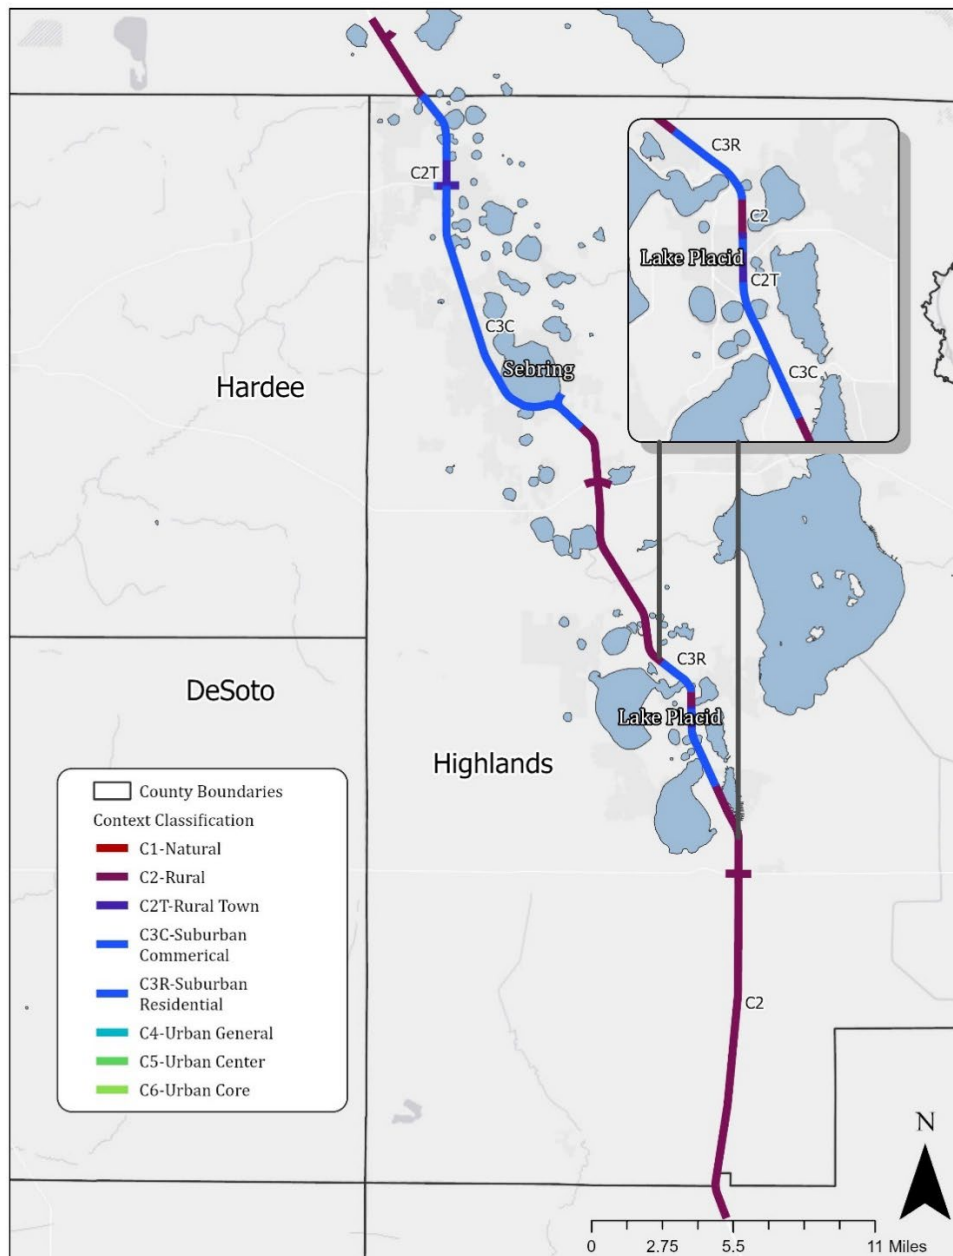 C2T
C3R
C2
Lake Placid
C2T
C3C
C3C
Sebring
Hardee
C3R
DeSoto
Lake Placid
Highlands
County Boundaries
Context Classification
C1-Natural
C2-Rural
C2T-Rural Town
C3C-Suburban
Commerical
C3R-Suburban
Residential
C4-Urban General
C5-Urban Center
C6-Urban Core
C2
N
0 2.75 5.5 11 Miles